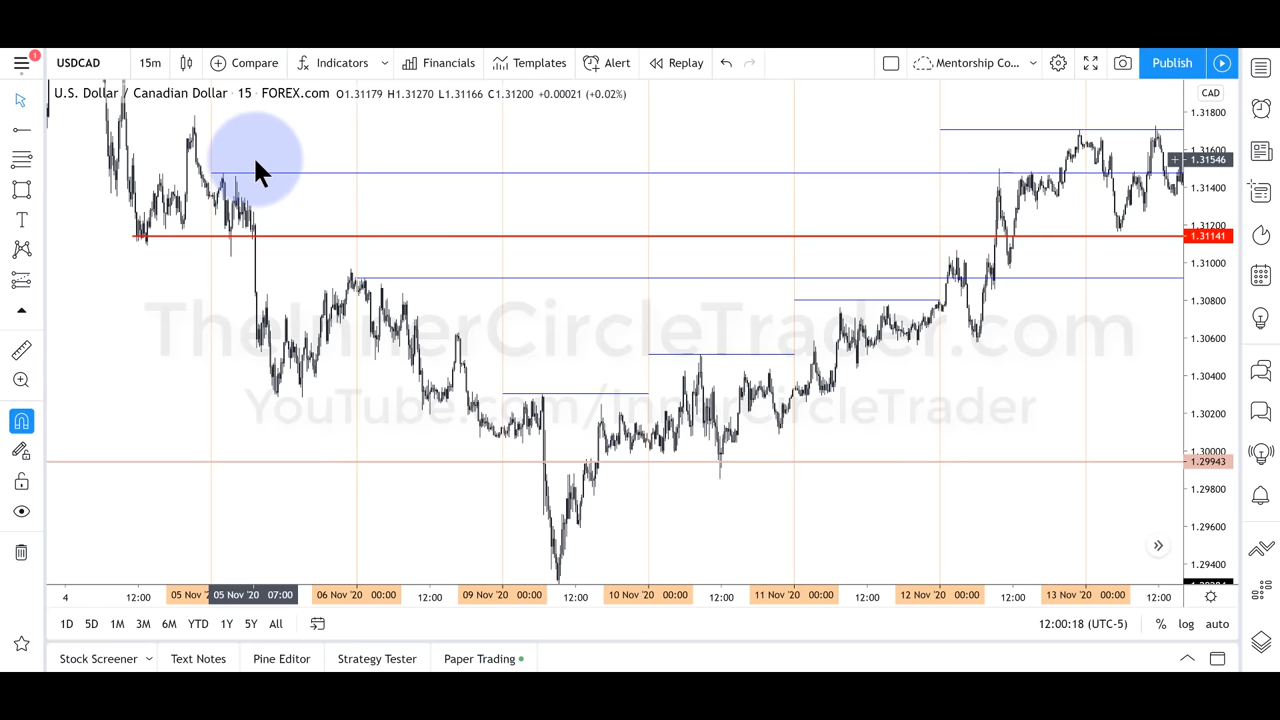 1
USDCAD 15m Compare Indicators Financials Templates Alert Replay Mentorship Co... Publish
U.S. Dollar / Canadian Dollar · 15 · FOREX.com O1.31179 H1.31270 L1.31166 C1.31200 +0.00021 (+0.02%)
CAD
1.31800
1.31600
1.31546
1.31400
1.31200
1.31141
1.31000
1.30800
1.30600
1.30400
1.30200
1.30000
1.29943
1.29800
1.29600
1.29400
TheInnerCircleTrader.com
YouTube.com/InnerCircleTrader
4 12:00 05 Nov '2 05 Nov '20 07:00 06 Nov '20 00:00 12:00 09 Nov '20 00:00 12:00 10 Nov '20 00:00 12:00 11 Nov '20 00:00 12:00 12 Nov '20 00:00 12:00 13 Nov '20 00:00 12:00
1D 5D 1M 3M 6M YTD 1Y 5Y All 12:00:18 (UTC-5) % log auto
Stock Screener Text Notes Pine Editor Strategy Tester Paper Trading